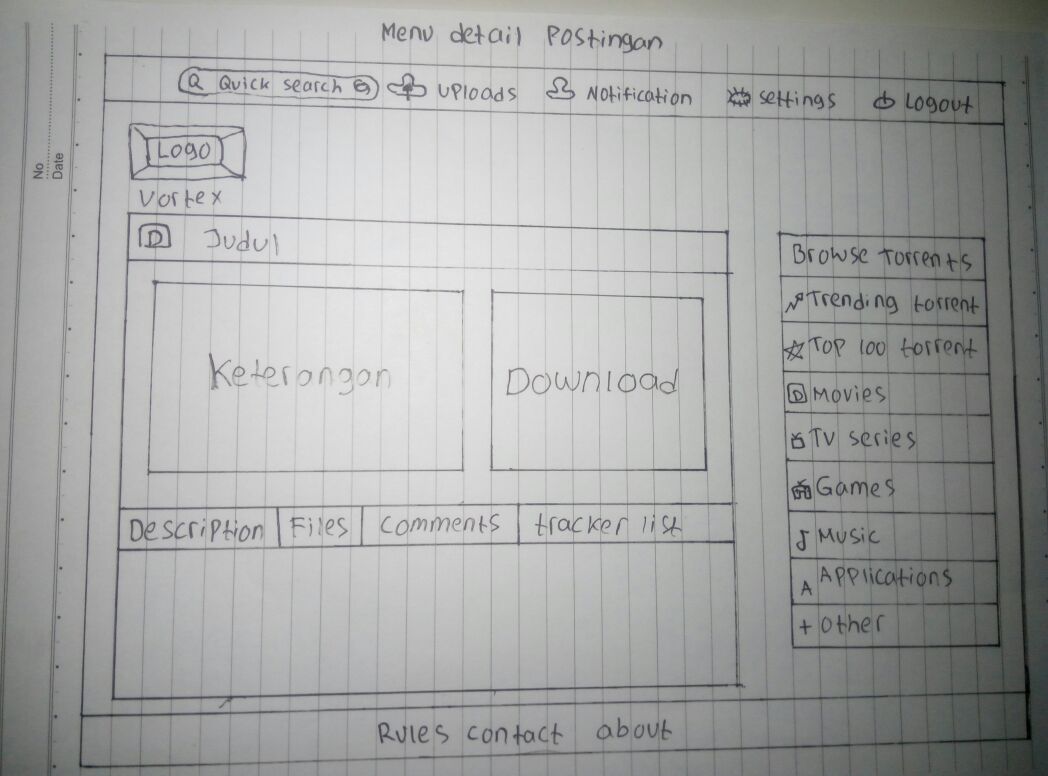 Menu detail Postingan
No
Date
Quick search Uploads Notification settings Logout
Logo
Vortex
D Judul
Keterangan
Download
Description Files comments tracker list
Browse torrents
Trending torrent
Top 100 torrent
D Movies
TV series
Games
Music
A Applications
+ other
Rules contact about